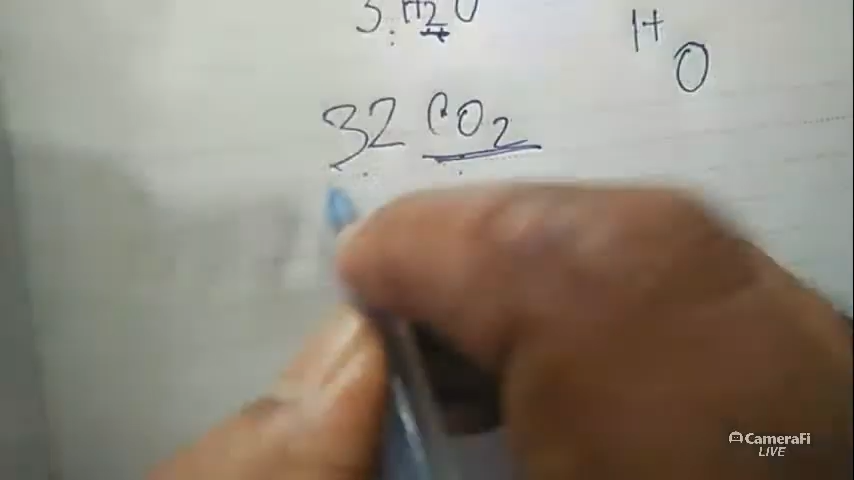 3. H2O
H+
O
32 CO2
CameraFi
LIVE